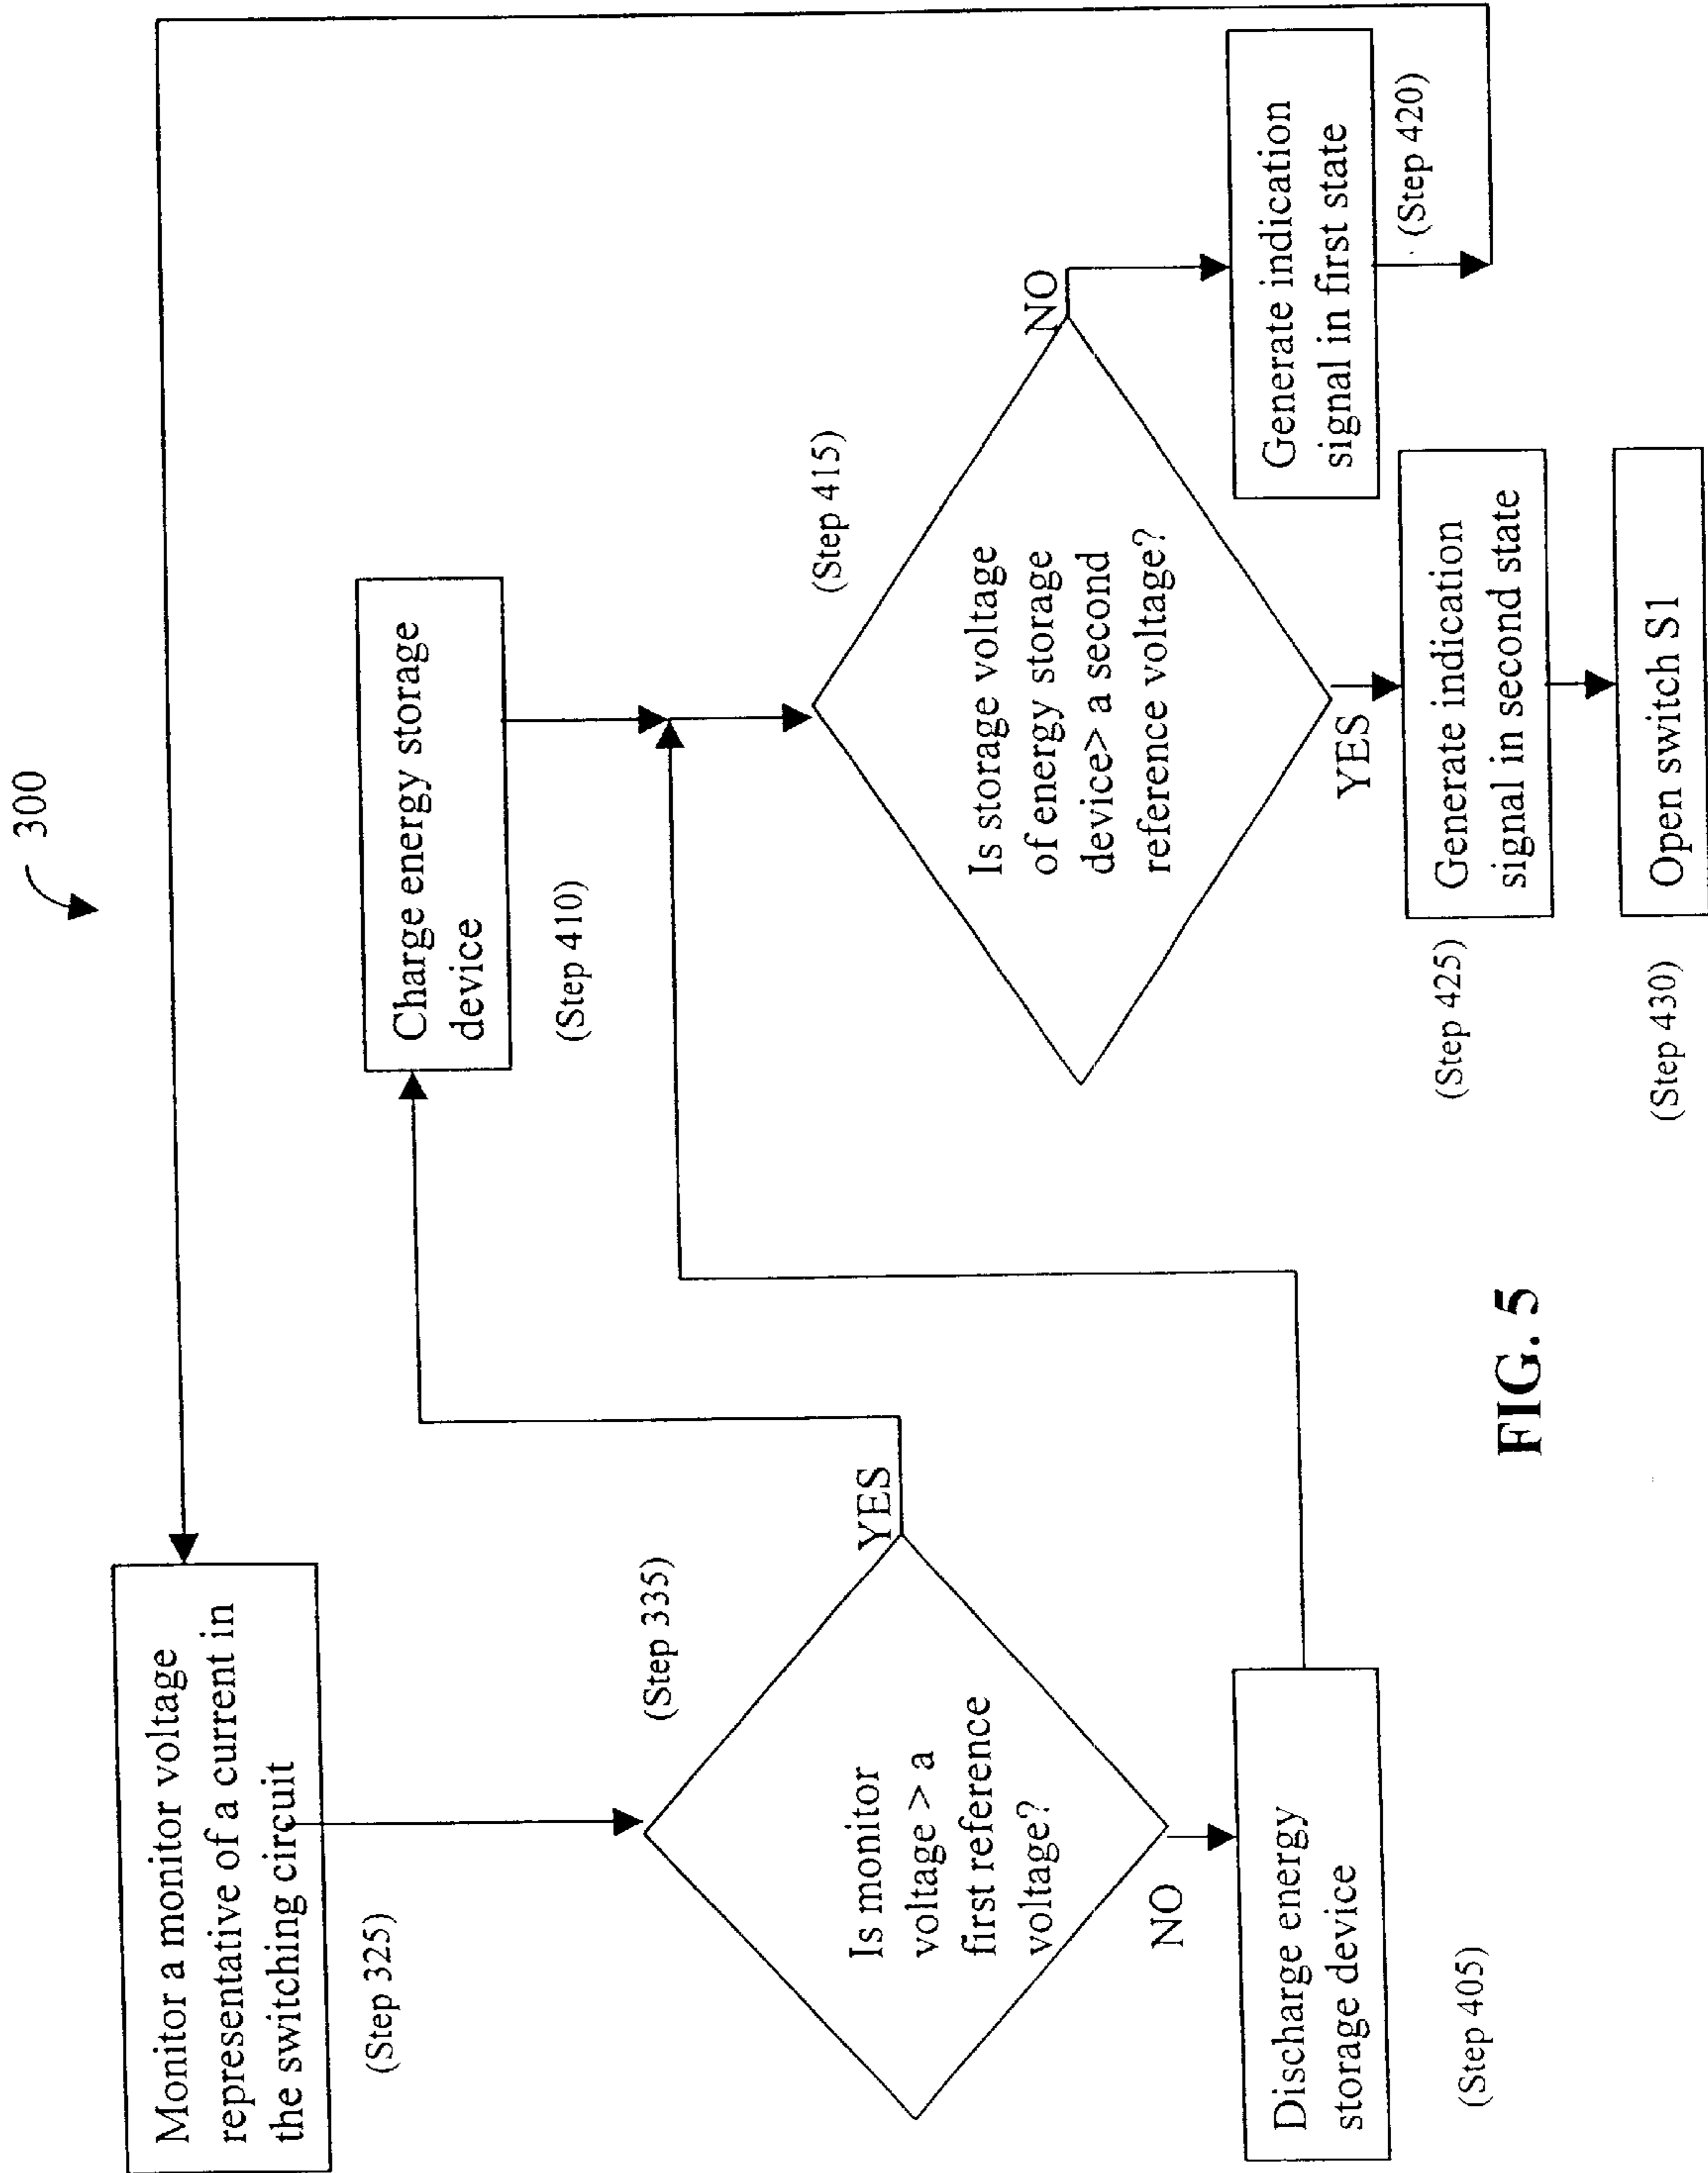 300
Monitor a monitor voltage
representative of a current in
the switching circuit
(Step 325)
Is monitor
voltage > a
first reference
voltage?
(Step 335)
YES
NO
Discharge energy
storage device
(Step 405)
Charge energy storage
device
(Step 410)
Is storage voltage
of energy storage
device> a second
reference voltage?
(Step 415)
NO
YES
Generate indication
signal in first state
(Step 420)
Generate indication
signal in second state
(Step 425)
Open switch S1
(Step 430)
FIG. 5